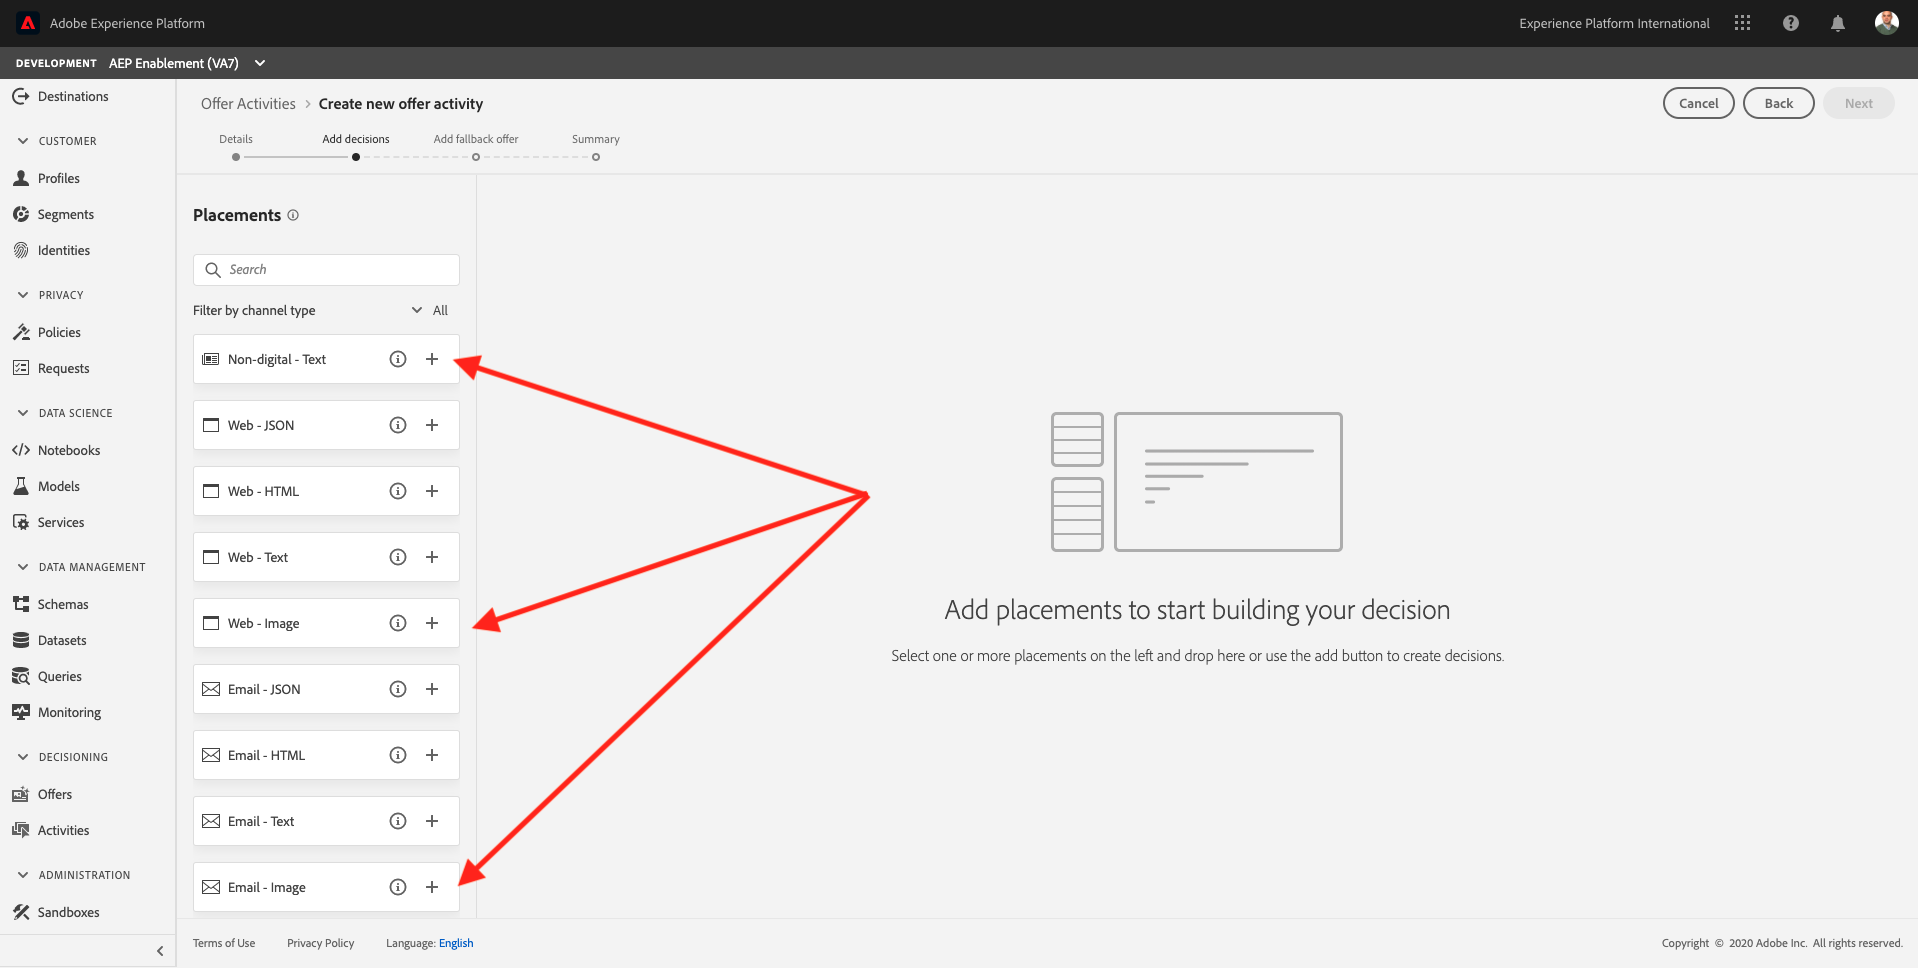 Adobe Experience Platform
Experience Platform International
DEVELOPMENT AEP Enablement (VA7)
Destinations
CUSTOMER
Profiles
Segments
Identities
PRIVACY
Policies
Requests
DATA SCIENCE
Notebooks
Models
Services
DATA MANAGEMENT
Schemas
Datasets
Queries
Monitoring
DECISIONING
Offers
Activities
ADMINISTRATION
Sandboxes
Offer Activities > Create new offer activity
Cancel
Back
Next
Details
Add decisions
Add fallback offer
Summary
Placements
Search
Filter by channel type
All
Non-digital - Text
Web - JSON
Web - HTML
Web - Text
Web - Image
Email - JSON
Email - HTML
Email - Text
Email - Image
Add placements to start building your decision
Select one or more placements on the left and drop here or use the add button to create decisions.
Terms of Use
Privacy Policy
Language: English
Copyright © 2020 Adobe Inc. All rights reserved.